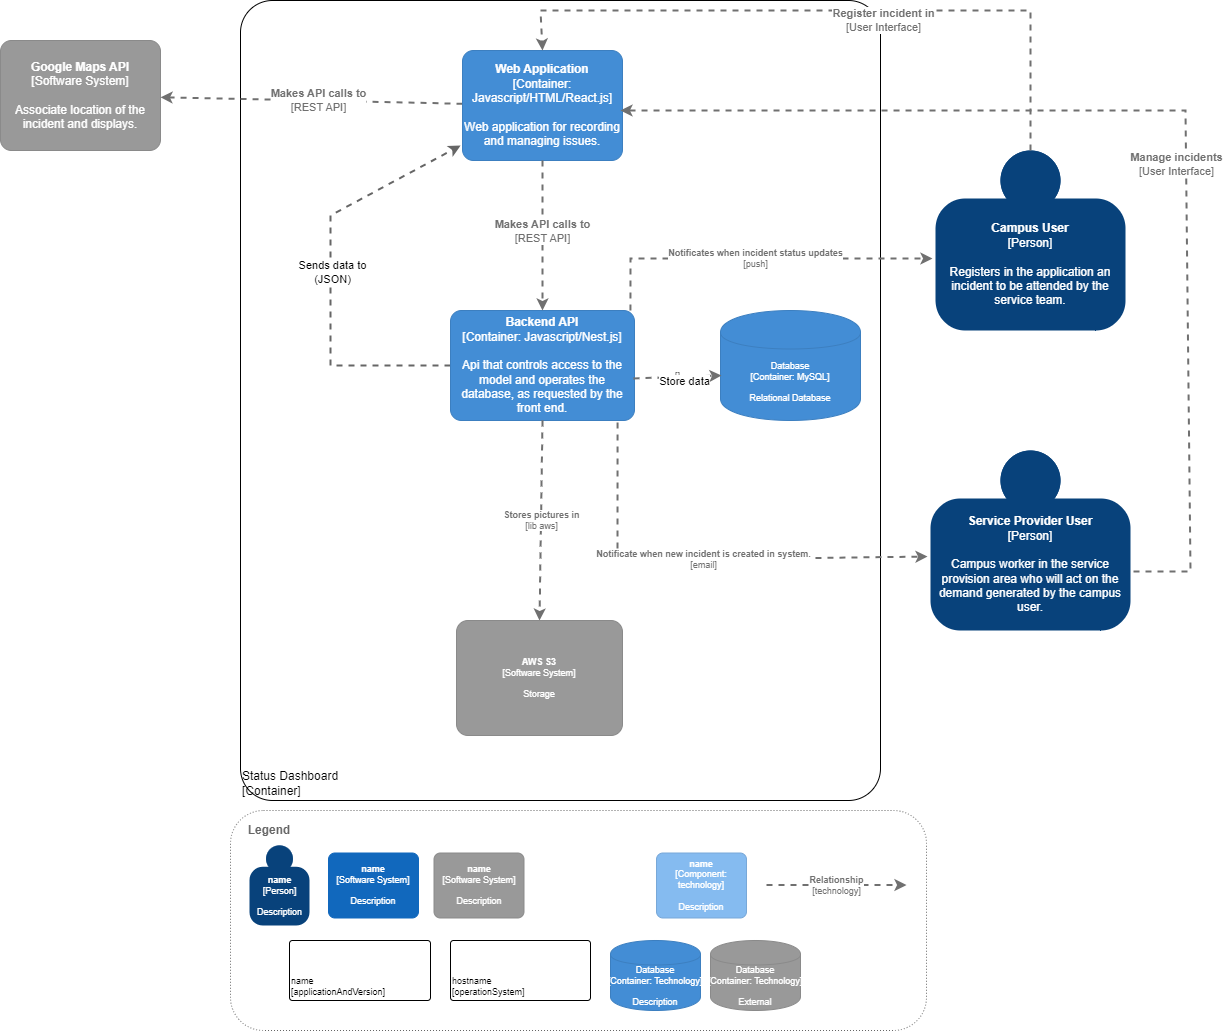 Register incident in
[User Interface]
Google Maps API
[Software System]
Associate location of the
incident and displays.
Makes API calls to
[REST API]
Web Application
[Container:
Javascript/HTML/React.js]
Web application for recording
and managing issues.
Manage incidents
[User Interface]
Makes API calls to
[REST API]
Campus User
[Person]
Registers in the application an
incident to be attended by the
service team.
Notificates when incident status updates
[push]
Sends data to
(JSON)
Backend API
[Container: Javascript/Nest.js]
Api that controls access to the
model and operates the
database, as requested by the
front end.
Store data
Database
[Container: MySQL]
Relational Database
Stores pictures in
[lib aws]
Notificate when new incident is created in system.
[email]
Service Provider User
[Person]
Campus worker in the service
provision area who will act on the
demand generated by the campus
user.
AWS S3
[Software System]
Storage
Status Dashboard
[Container]
Legend
name
[Person]
Description
name
[Software System]
Description
name
[Software System]
Description
name
[Component:
technology]
Description
Relationship
[technology]
name
[applicationAndVersion]
hostname
[operationSystem]
Database
[Container: Technology]
Description
Database
[Container: Technology]
External